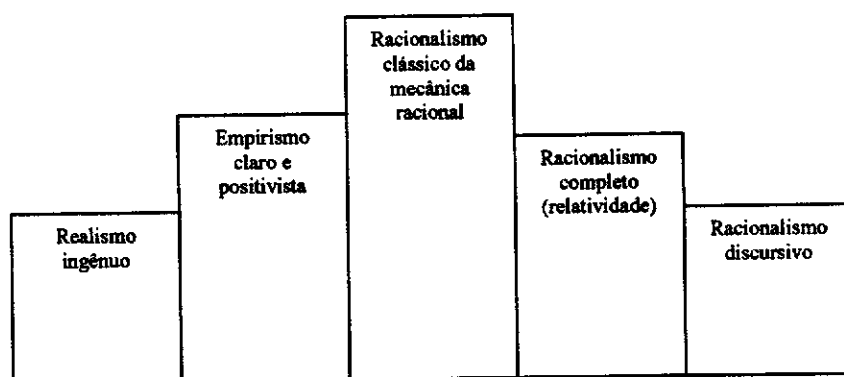 Realismo
ingênuo
Empirismo
claro e
positivista
Racionalismo
clássico da
mecânica
racional
Racionalismo
completo
(relatividade)
Racionalismo
discursivo